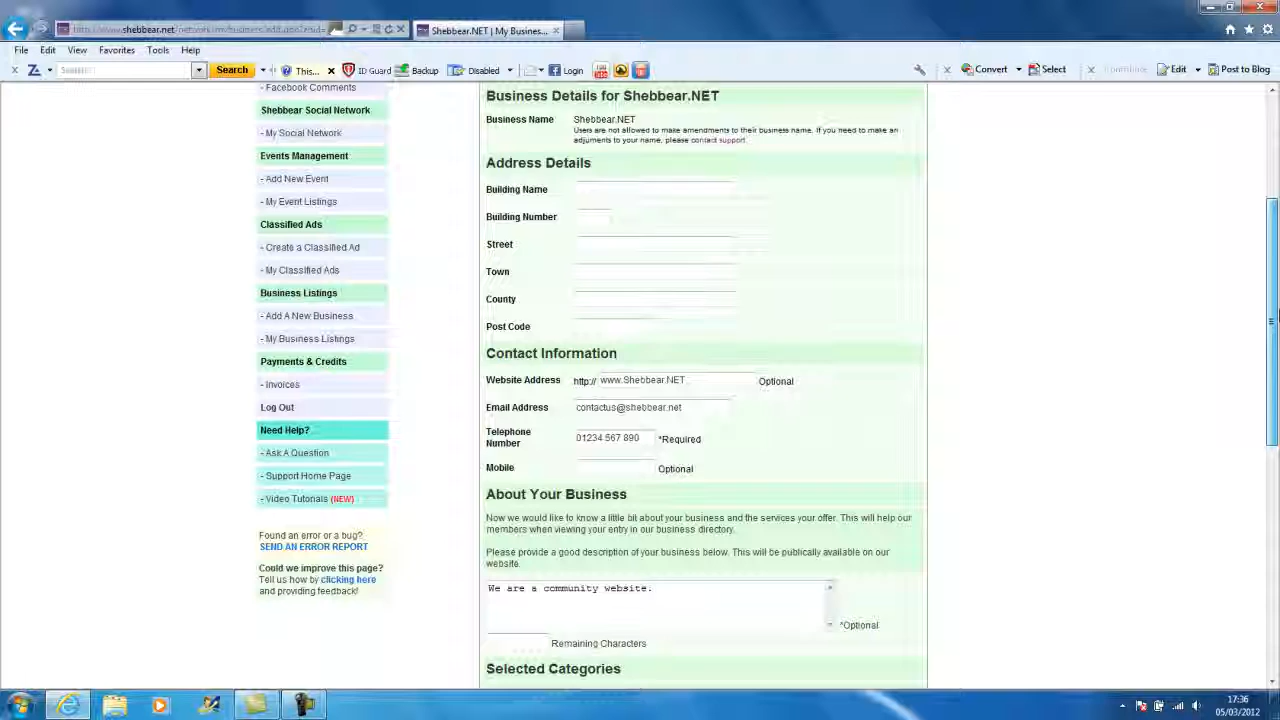 Shebbear.NET | My Busines...
File Edit View Favorites Tools Help
Search This... ID Guard Backup Disabled Login Convert Select Edit Post to Blog
- Facebook Comments
Shebbear Social Network
- My Social Network
Events Management
- Add New Event
- My Event Listings
Classified Ads
- Create a Classified Ad
- My Classified Ads
Business Listings
- Add A New Business
- My Business Listings
Payments & Credits
- Invoices
Log Out
Need Help?
- Ask A Question
- Support Home Page
- Video Tutorials (NEW)
Found an error or a bug?
SEND AN ERROR REPORT
Could we improve this page?
Tell us how by clicking here
and providing feedback!
Business Details for Shebbear.NET
Business Name Shebbear.NET
Users are not allowed to make amendments to their business name. If you need to make an
adjuments to your name, please contact support
Address Details
Building Name
Building Number
Street
Town
County
Post Code
Contact Information
Website Address http:// www.Shebbear.NET Optional
Email Address contactus@shebbear.net
Telephone
Number 01234 567 890 *Required
Mobile Optional
About Your Business
Now we would like to know a little bit about your business and the services your offer. This will help our
members when viewing your entry in our business directory.
Please provide a good description of your business below. This will be publically available on our
website.
We are a community website.
*Optional
Remaining Characters
Selected Categories
17:36
05/03/2012